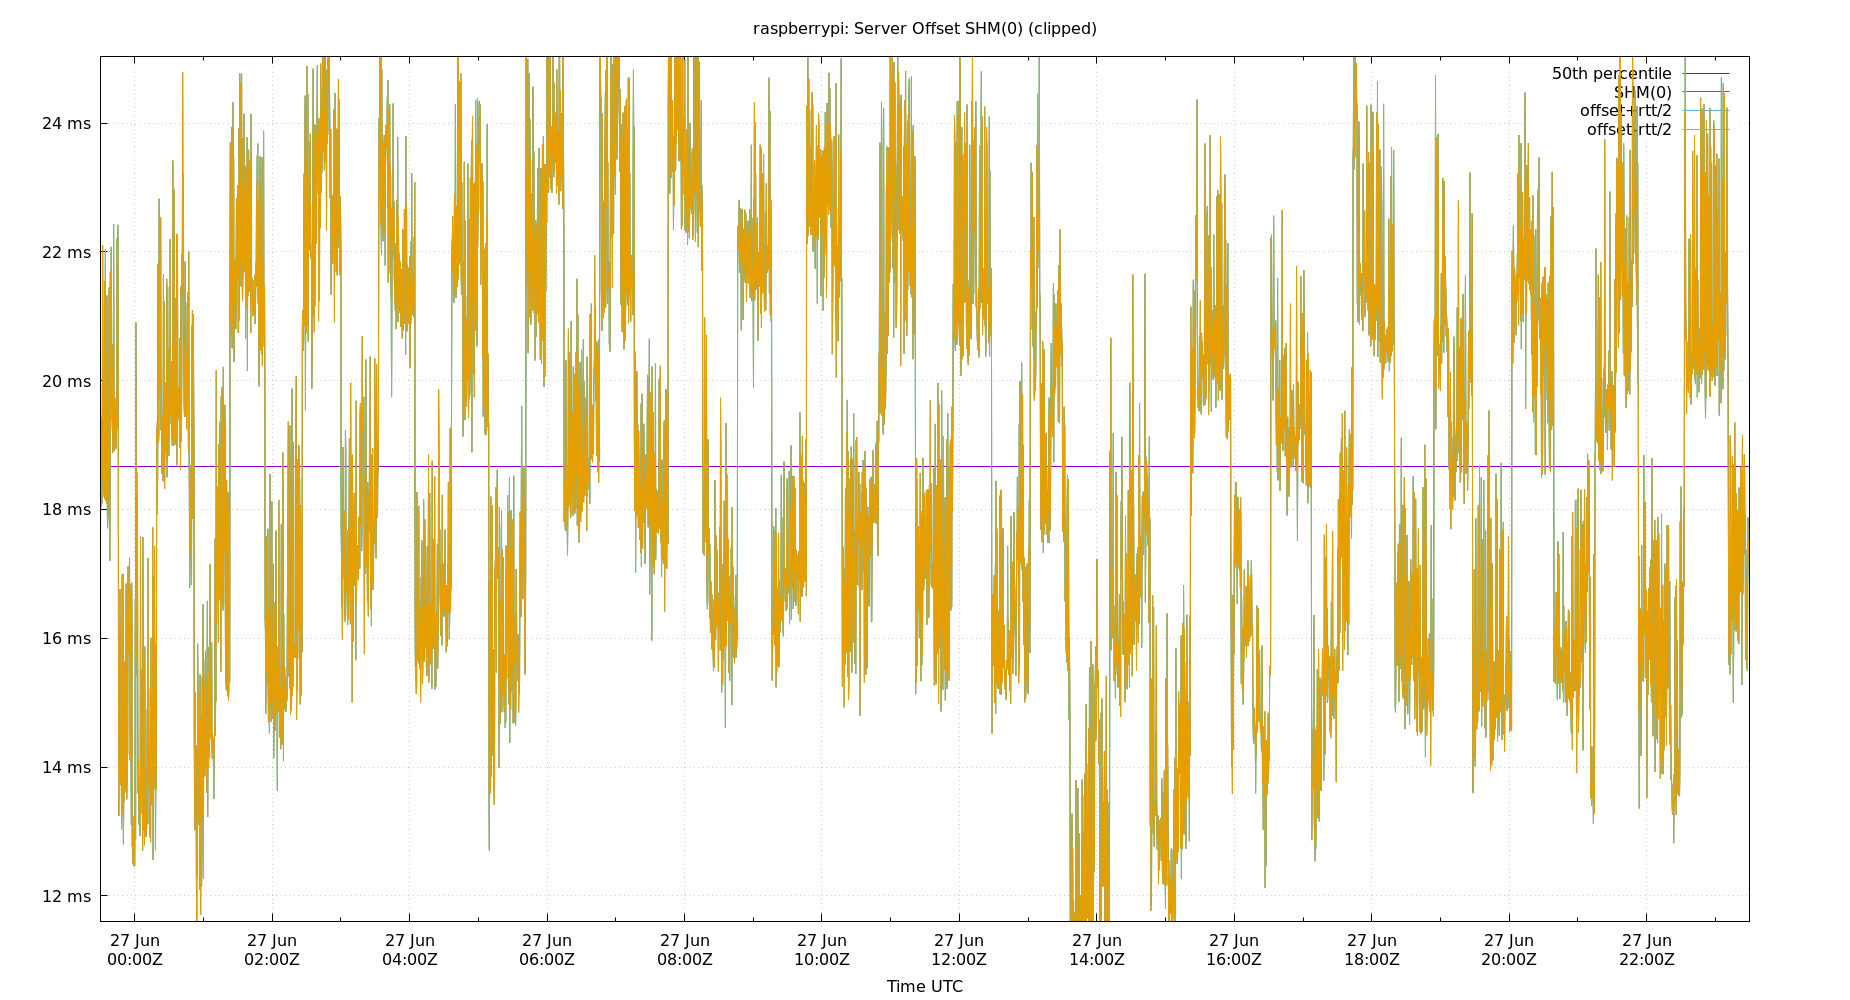 raspberrypi: Server Offset SHM(0) (clipped)
50th percentile
SHM(0)
offset+rtt/2
offset-rtt/2
24 ms
22 ms
20 ms
18 ms
16 ms
14 ms
12 ms
27 Jun 27 Jun 27 Jun 27 Jun 27 Jun 27 Jun 27 Jun 27 Jun 27 Jun 27 Jun 27 Jun 27 Jun
00:00Z 02:00Z 04:00Z 06:00Z 08:00Z 10:00Z 12:00Z 14:00Z 16:00Z 18:00Z 20:00Z 22:00Z
Time UTC